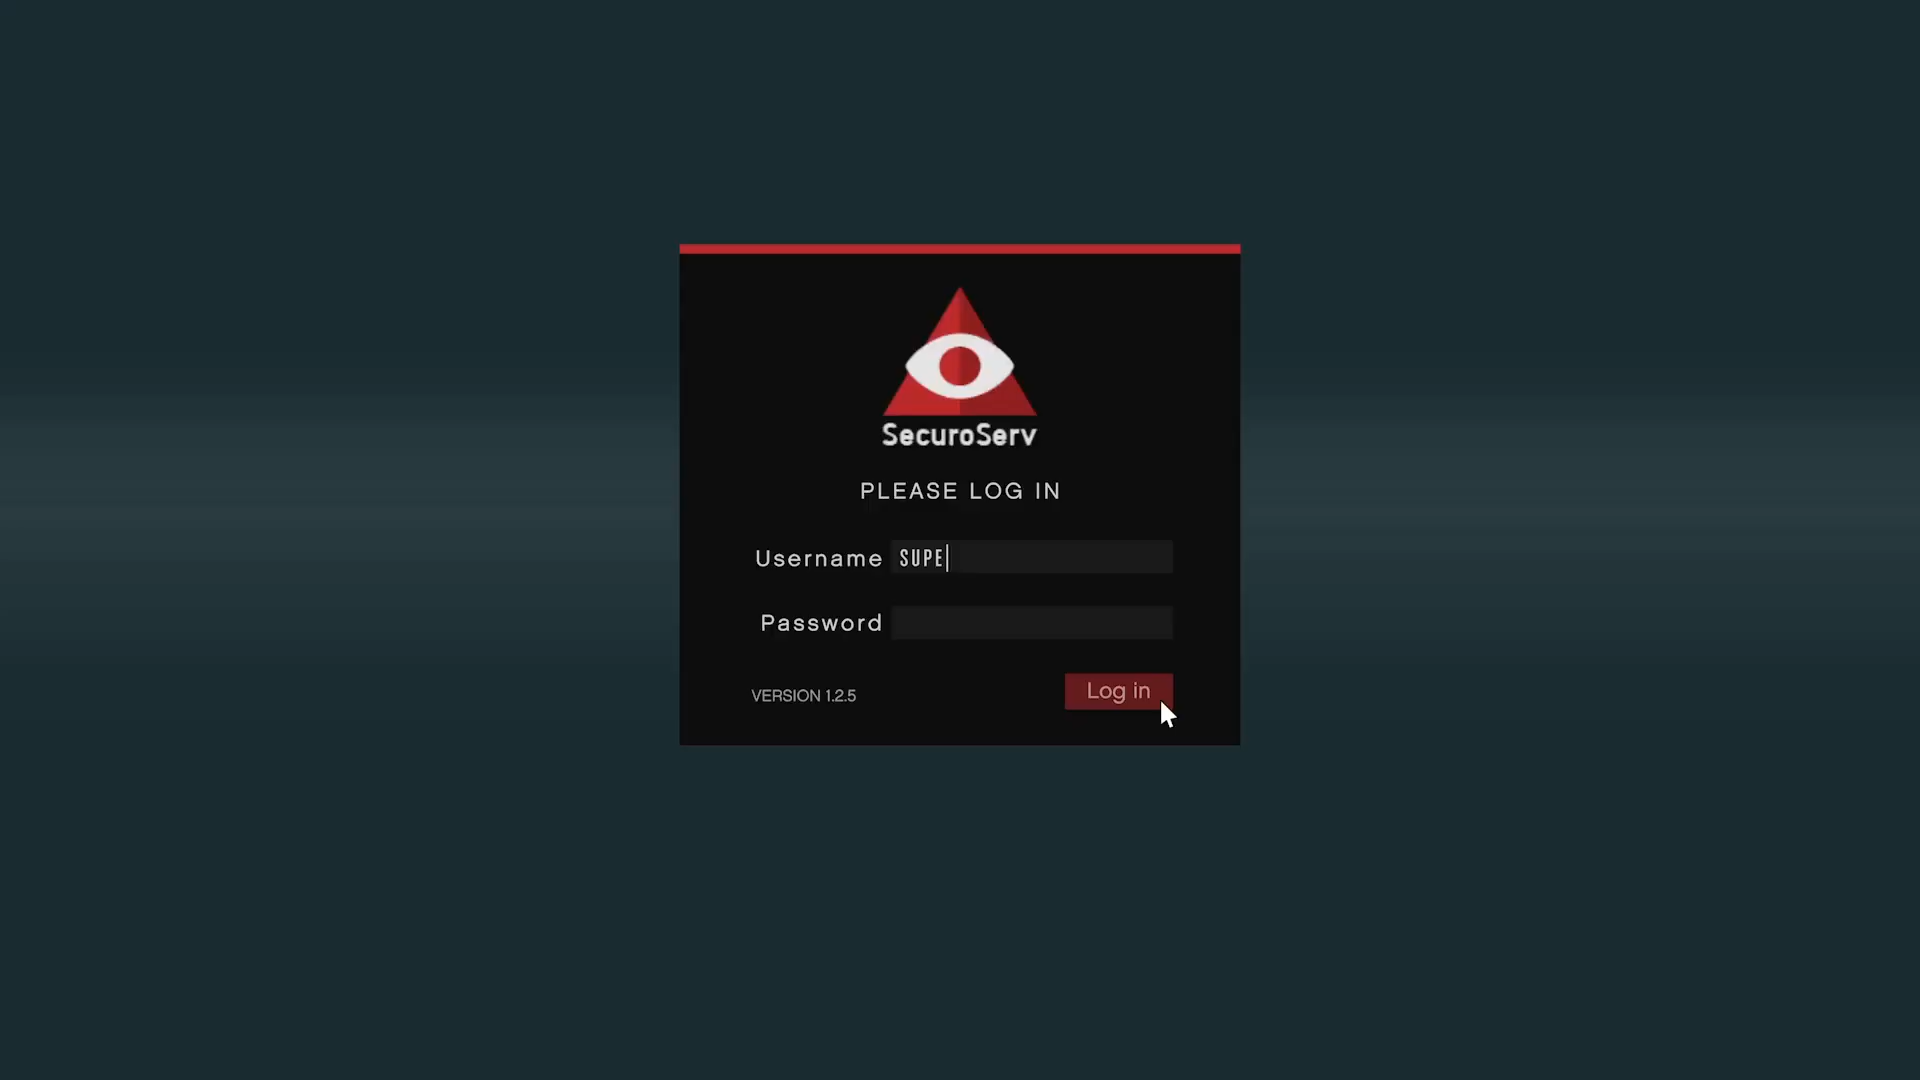 SecuroServ
PLEASE LOG IN
Username SUPE
Password
VERSION 1.2.5
Log in